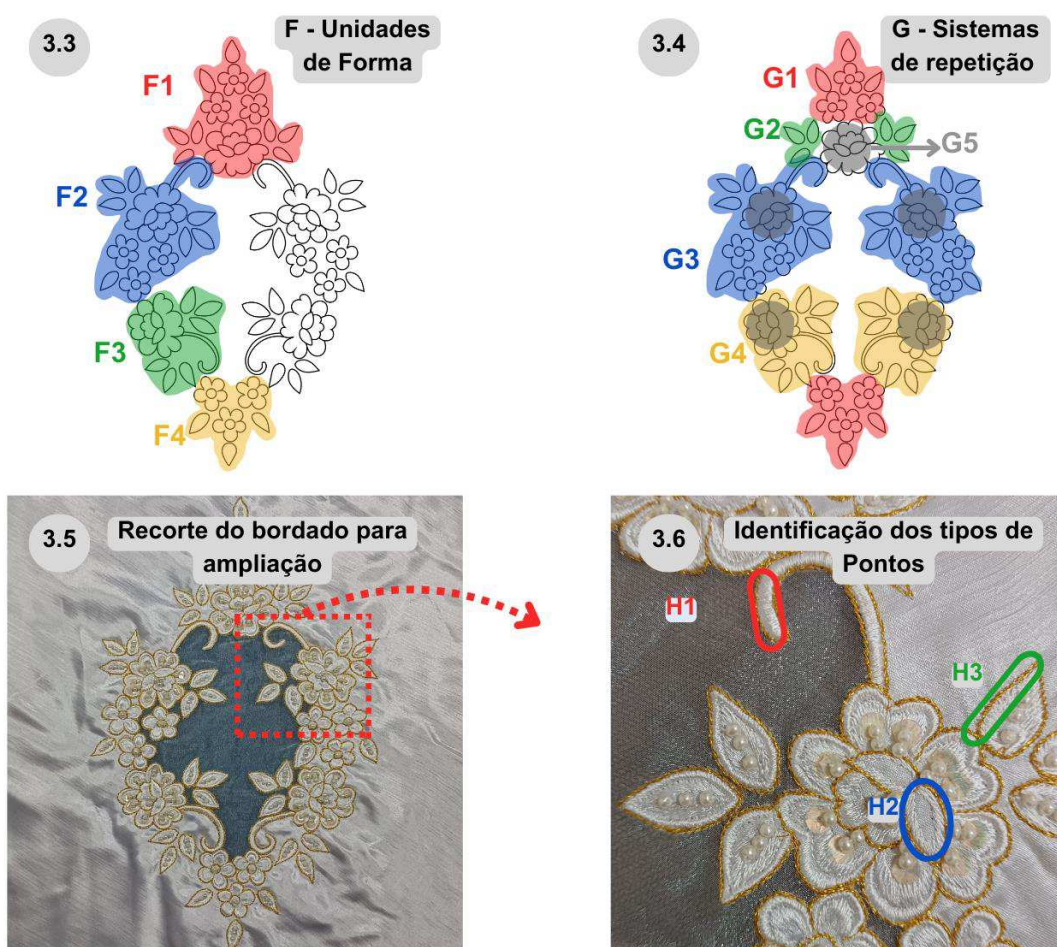 3.3
F - Unidades
de Forma
F1
F2
F3
F4
3.4
G - Sistemas
de repetição
G1
G2
G5
G3
G4
3.5
Recorte do bordado para
ampliação
3.6
Identificação dos tipos de
Pontos
H1
H3
H2